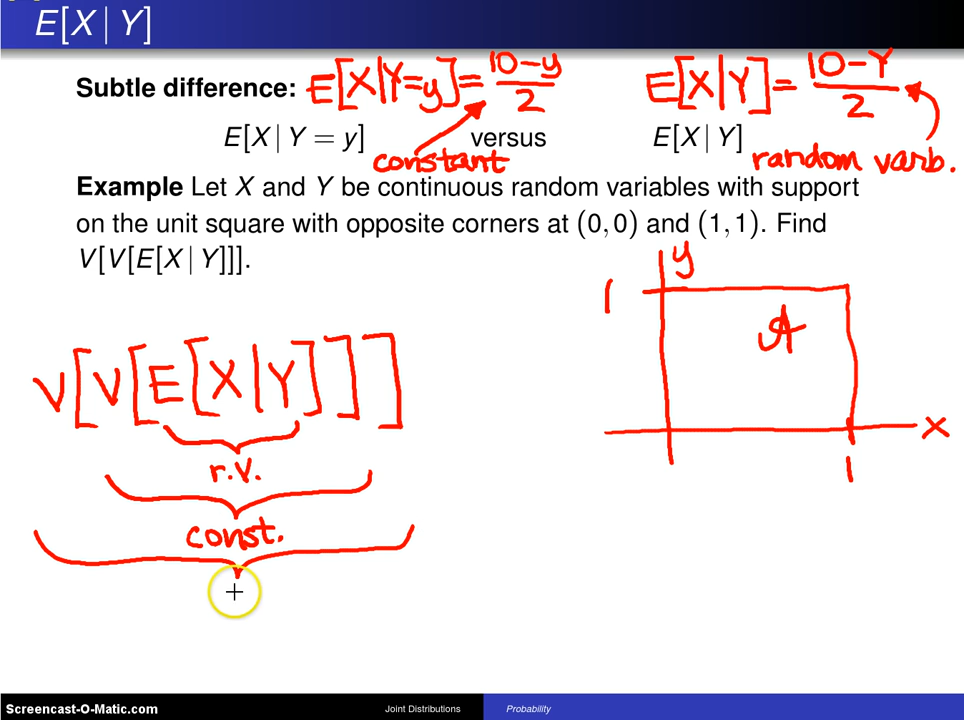 E[X | Y]
Subtle difference: E[X|Y=y] = 10-y / 2 E[X|Y] = 10-Y / 2
E[X | Y = y] versus E[X | Y]
constant random varb.
Example Let X and Y be continuous random variables with support
on the unit square with opposite corners at (0, 0) and (1, 1). Find
V[V[E[X | Y]]].
y
1
A
V[V[E[X|Y]]]
x
r.v.
1
const.
Screencast-O-Matic.com Joint Distributions Probability